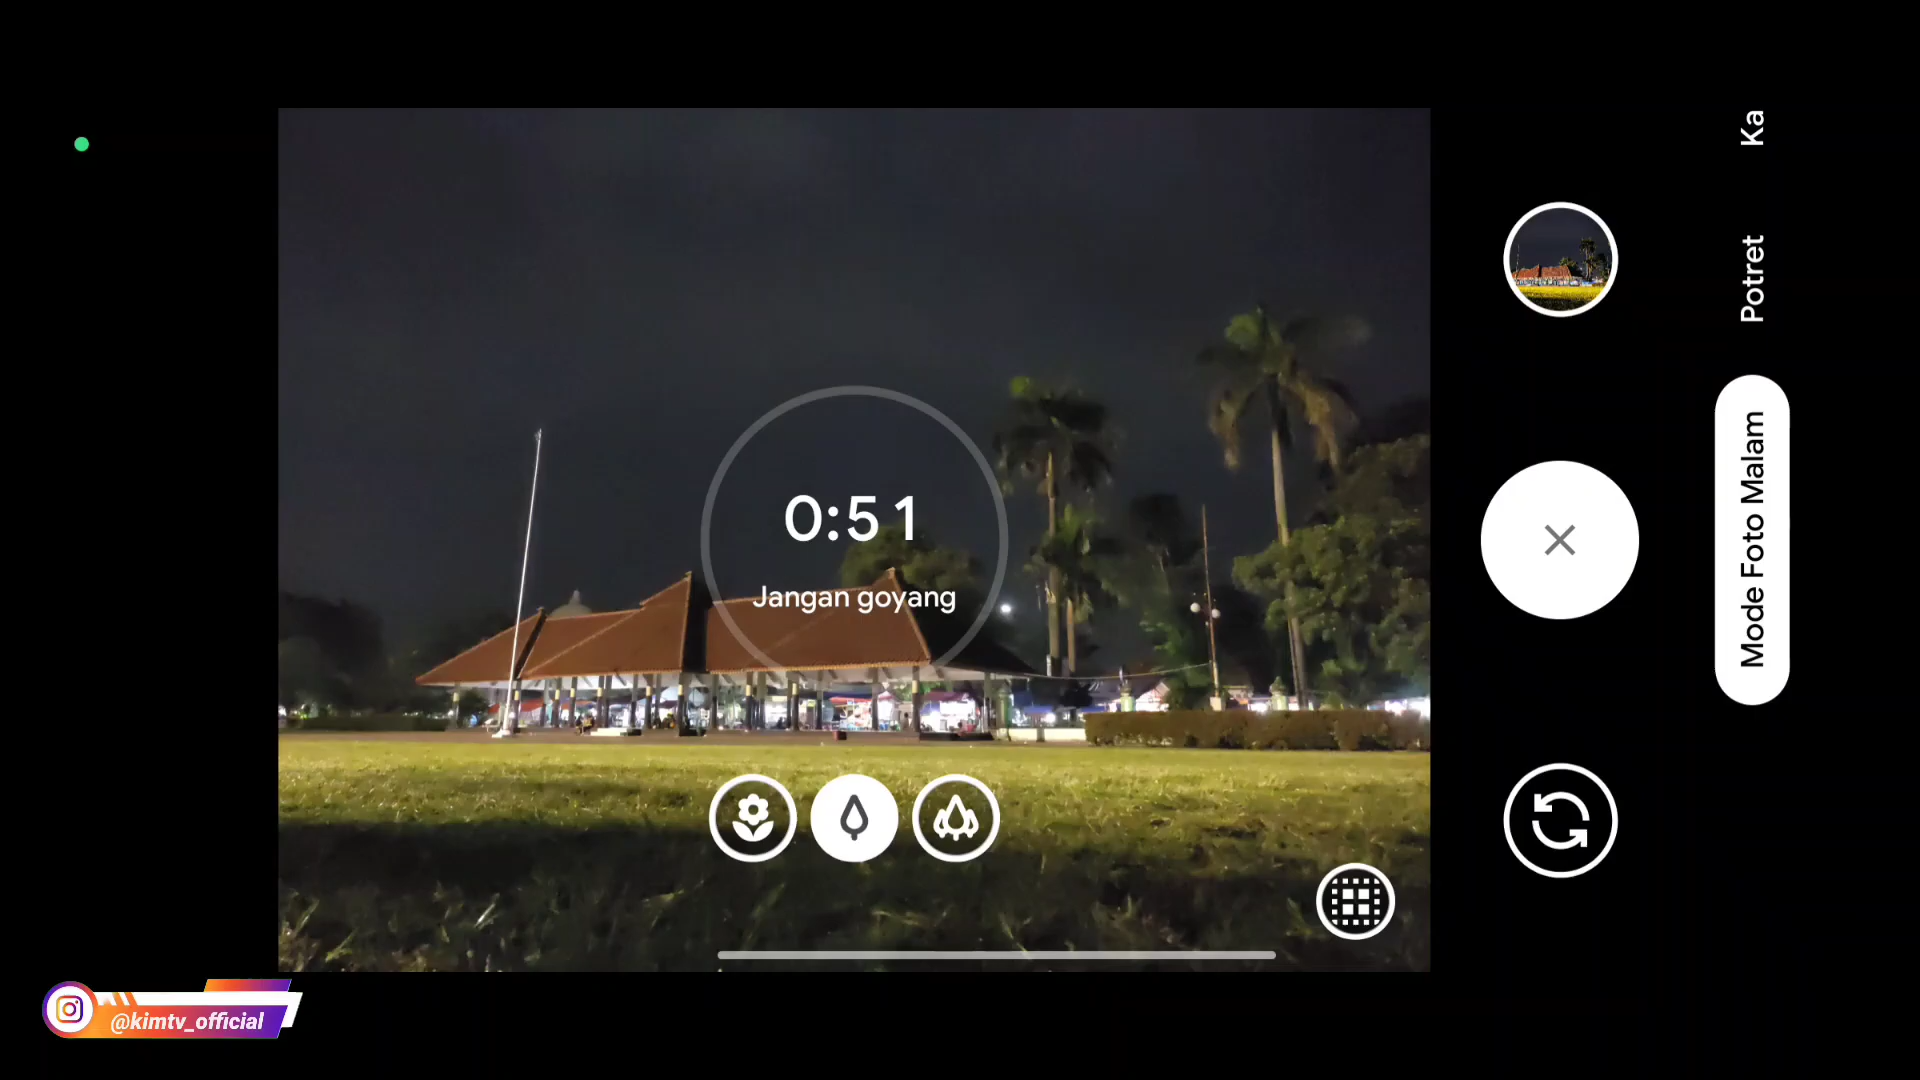 Ka
Potret
Mode Foto Malam
0:51
Jangan goyang
@kimtv_official